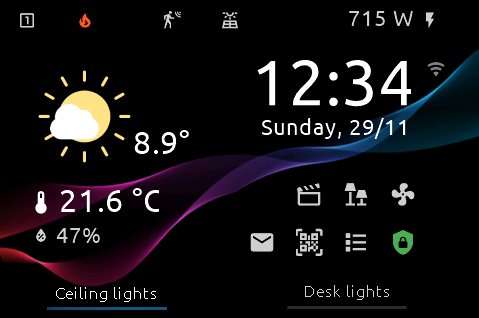 1
715 W
12:34
8.9°
Sunday, 29/11
21.6 °C
47%
Ceiling lights
Desk lights